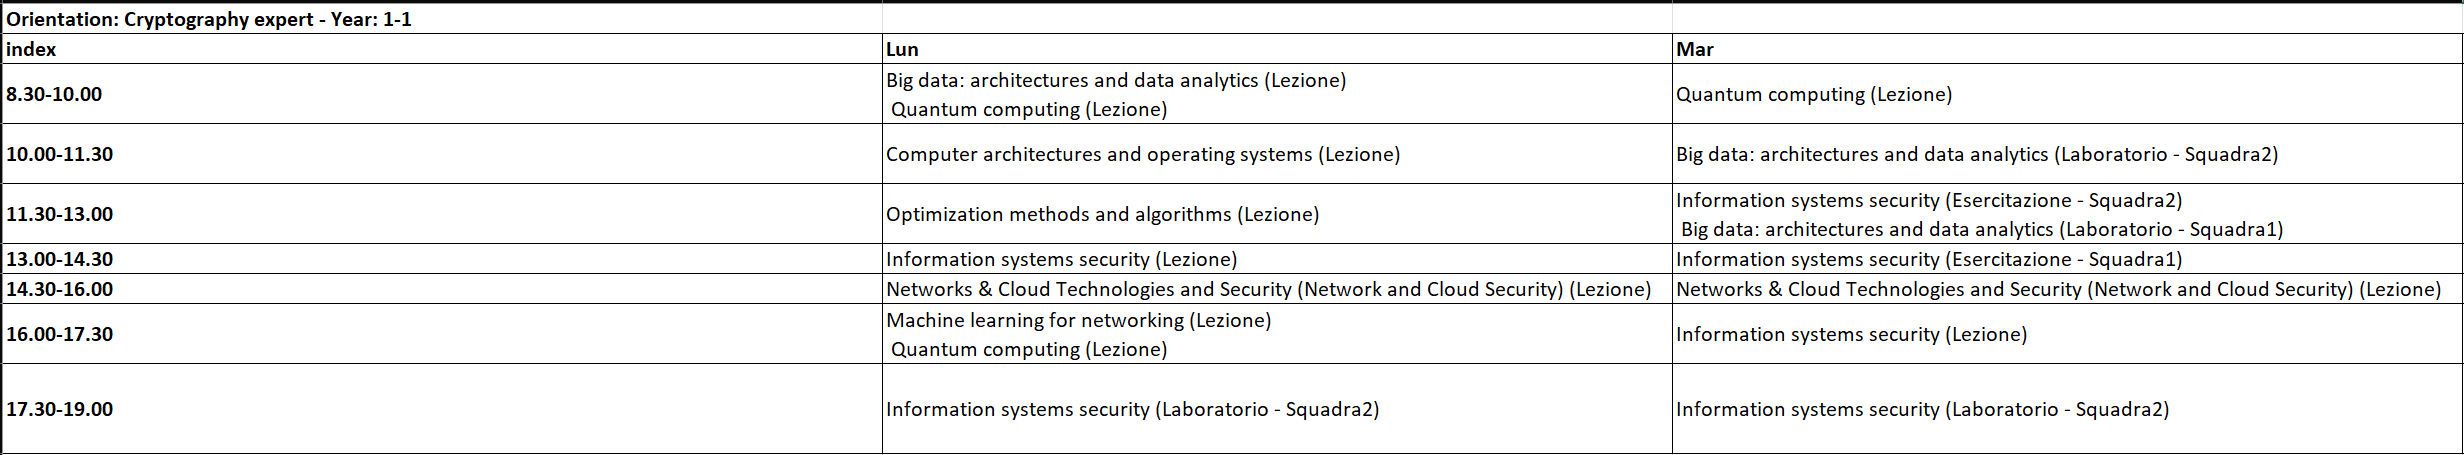 Orientation: Cryptography expert - Year: 1-1
index Lun Mar
8.30-10.00
Big data: architectures and data analytics (Lezione)
Quantum computing (Lezione)
Quantum computing (Lezione)
10.00-11.30
Computer architectures and operating systems (Lezione)
Big data: architectures and data analytics (Laboratorio - Squadra2)
11.30-13.00
Optimization methods and algorithms (Lezione)
Information systems security (Esercitazione - Squadra2)
Big data: architectures and data analytics (Laboratorio - Squadra1)
13.00-14.30
Information systems security (Lezione)
Information systems security (Esercitazione - Squadra1)
14.30-16.00
Networks & Cloud Technologies and Security (Network and Cloud Security) (Lezione)
Networks & Cloud Technologies and Security (Network and Cloud Security) (Lezione)
16.00-17.30
Machine learning for networking (Lezione)
Quantum computing (Lezione)
Information systems security (Lezione)
17.30-19.00
Information systems security (Laboratorio - Squadra2)
Information systems security (Laboratorio - Squadra2)